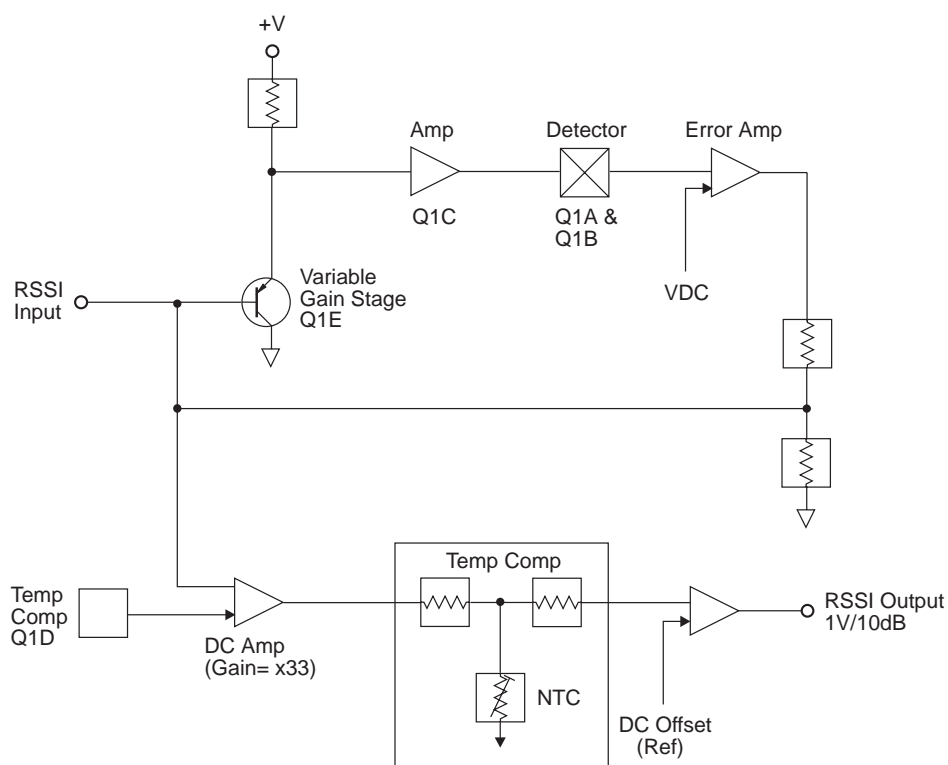 +V
Amp
Q1C
Detector
Q1A &
Q1B
Error Amp
VDC
RSSI
Input
Variable
Gain Stage
Q1E
Temp
Comp
Q1D
DC Amp
(Gain= x33)
Temp Comp
NTC
DC Offset
(Ref)
RSSI Output
1V/10dB